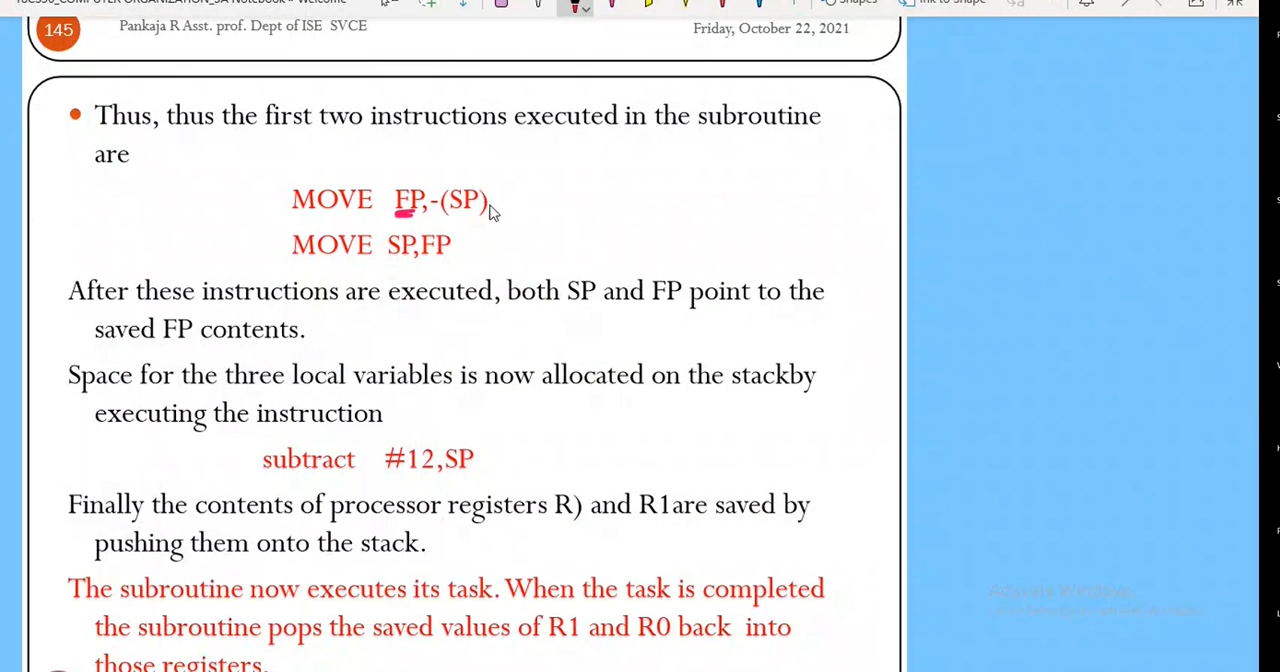 145
Pankaja R Asst. prof. Dept of ISE SVCE
Friday, October 22, 2021
Thus, thus the first two instructions executed in the subroutine
are
MOVE FP,-(SP)
MOVE SP,FP
After these instructions are executed, both SP and FP point to the
saved FP contents.
Space for the three local variables is now allocated on the stackby
executing the instruction
subtract #12,SP
Finally the contents of processor registers R) and R1are saved by
pushing them onto the stack.
The subroutine now executes its task. When the task is completed
the subroutine pops the saved values of R1 and R0 back into
those registers.
Activate Windows